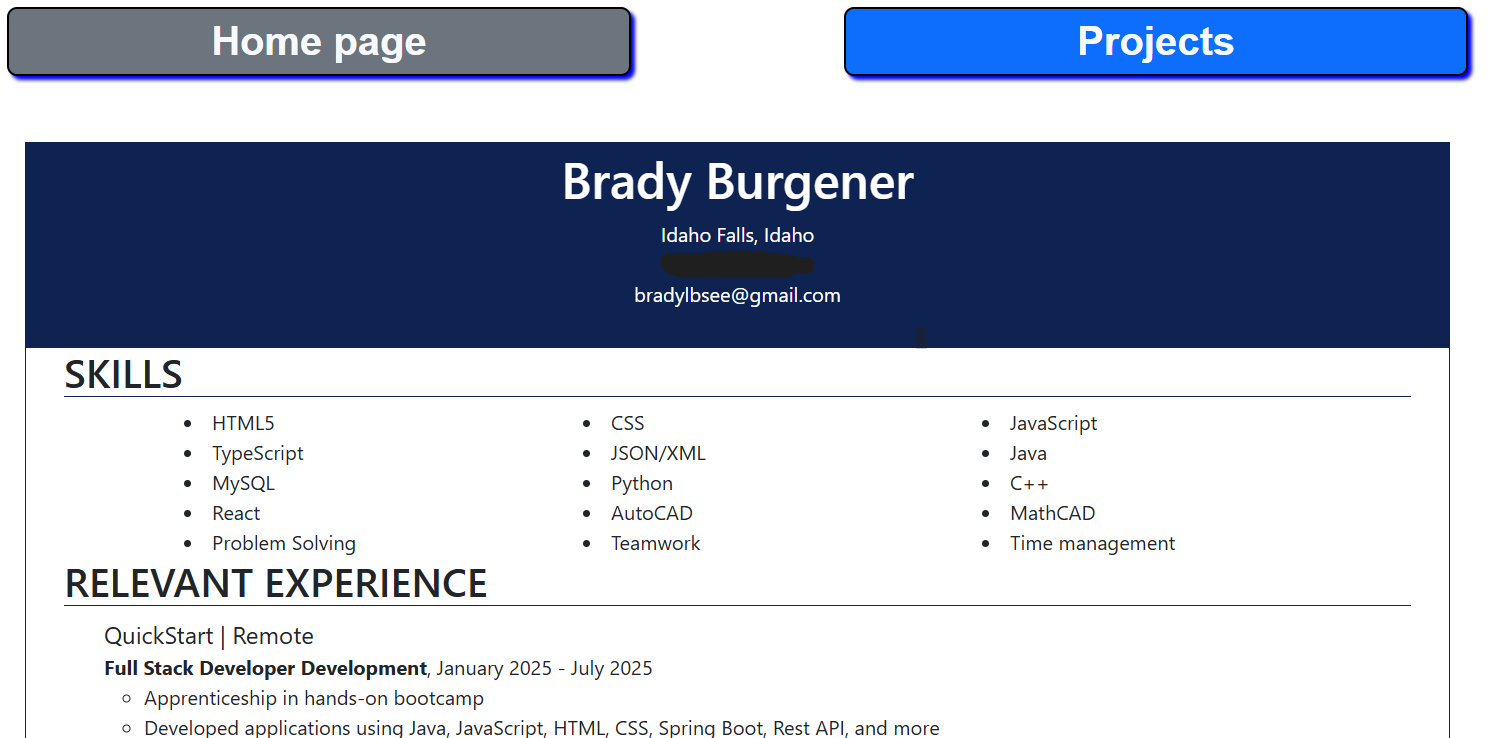 Home page
Projects
Brady Burgener
Idaho Falls, Idaho
bradylbsee@gmail.com
SKILLS
HTML5
CSS
JavaScript
TypeScript
JSON/XML
Java
MySQL
Python
C++
React
AutoCAD
MathCAD
Problem Solving
Teamwork
Time management
RELEVANT EXPERIENCE
QuickStart | Remote
Full Stack Developer Development, January 2025 - July 2025
Apprenticeship in hands-on bootcamp
Developed applications using Java, JavaScript, HTML, CSS, Spring Boot, Rest API, and more